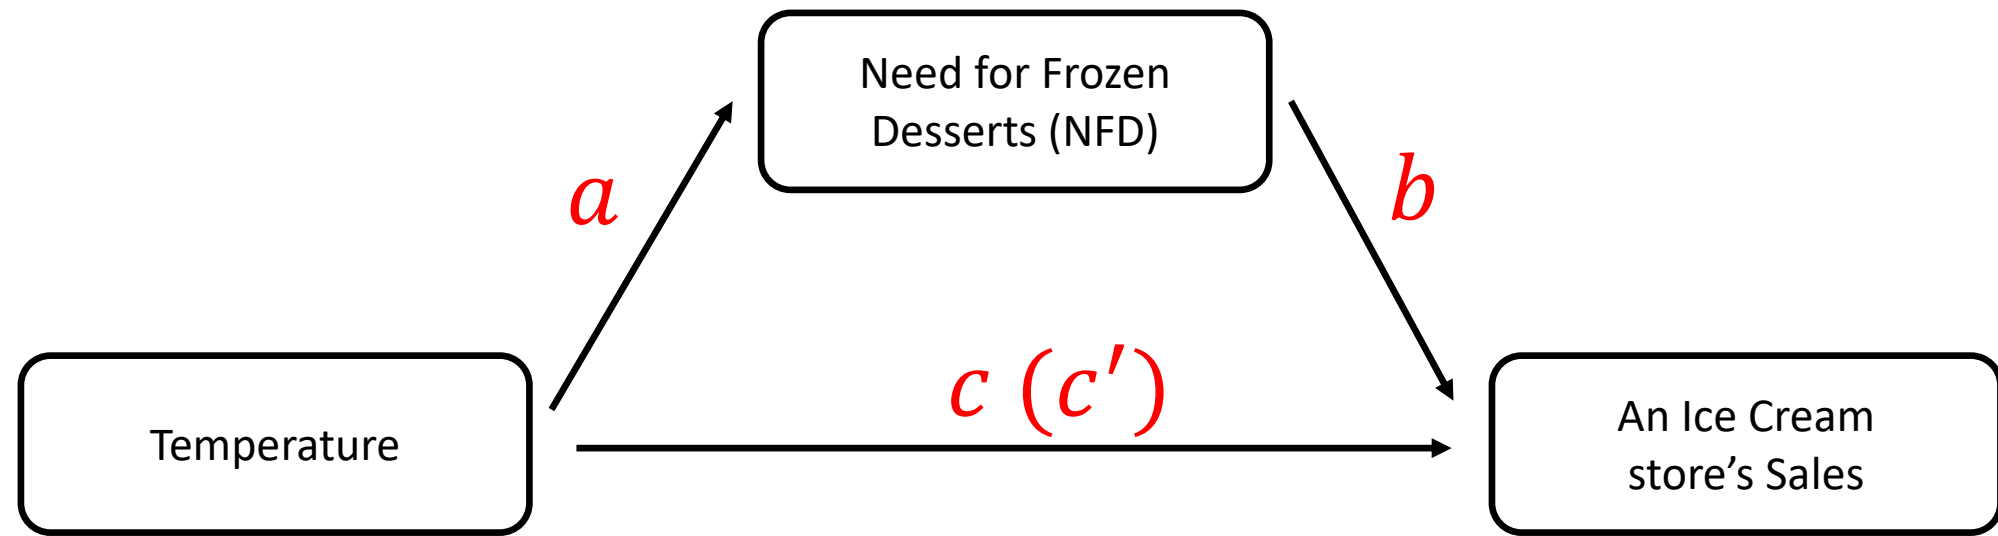 Need for Frozen
Desserts (NFD)
a
b
c (c′)
Temperature
An Ice Cream
store’s Sales